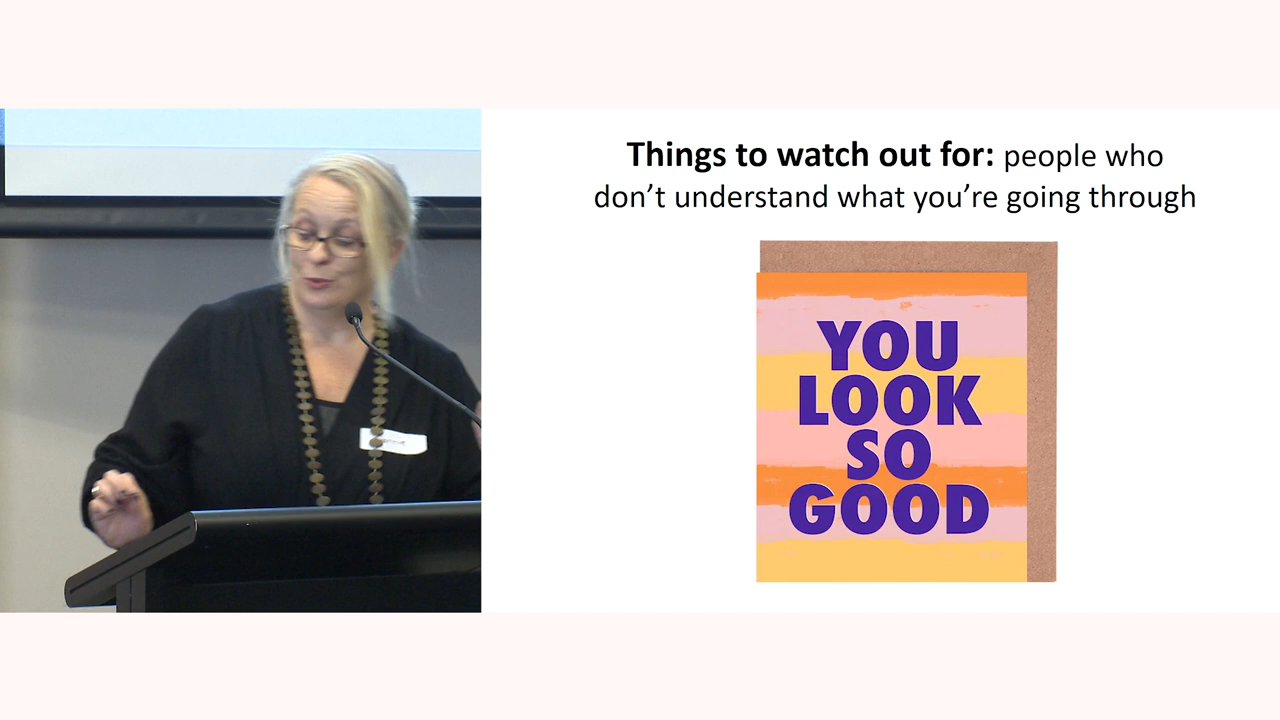 Things to watch out for: people who
don’t understand what you’re going through
YOU
LOOK
SO
GOOD